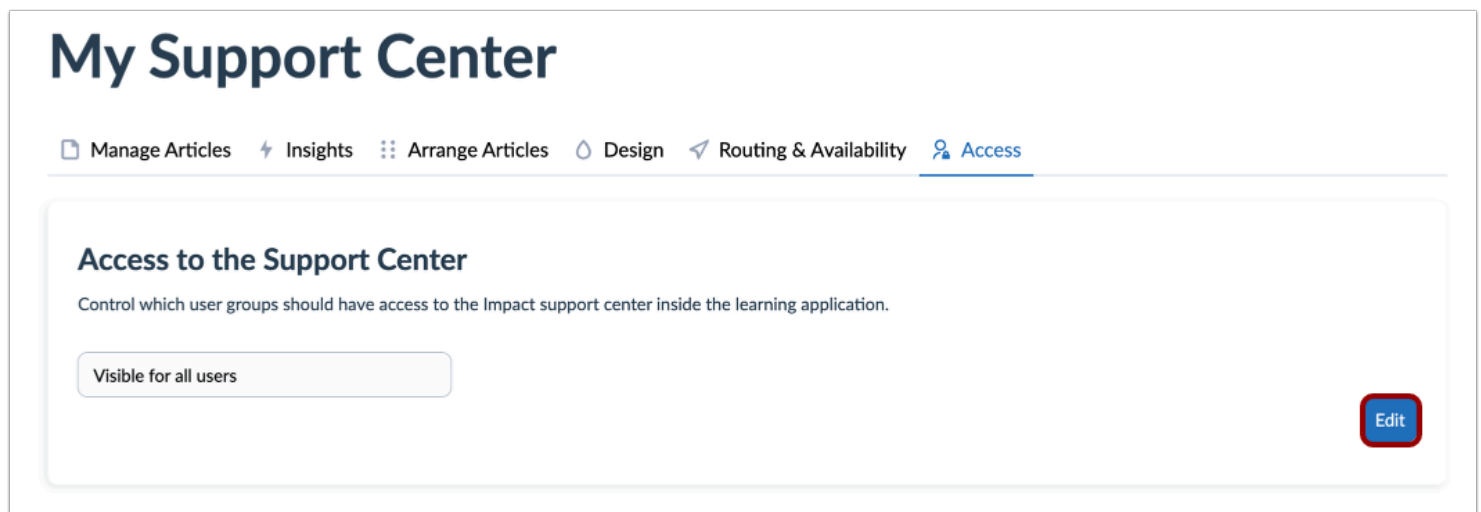 My Support Center
Manage Articles Insights Arrange Articles Design Routing & Availability Access
Access to the Support Center
Control which user groups should have access to the Impact support center inside the learning application.
Visible for all users
Edit